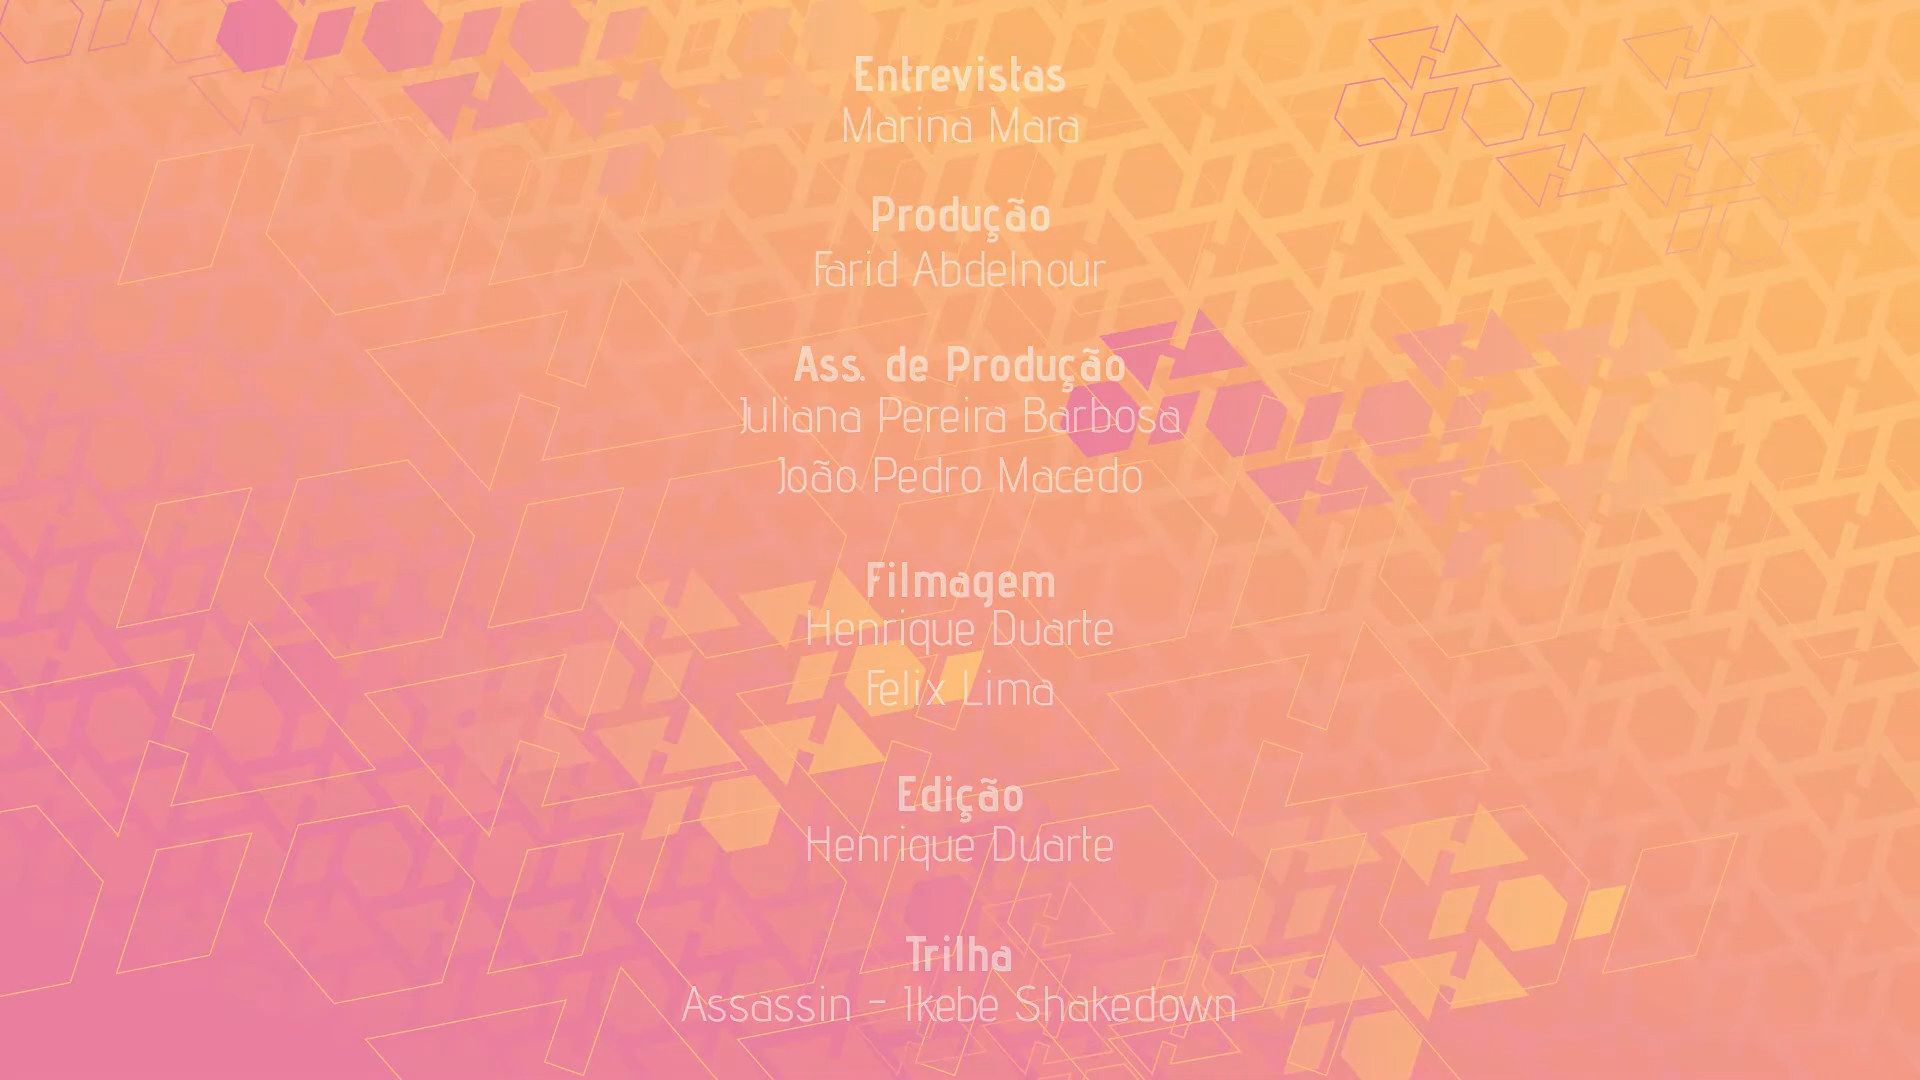 Entrevistas
Marina Mara
Produção
Farid Abdelnour
Ass. de Produção
Juliana Pereira Barbosa
João Pedro Macedo
Filmagem
Henrique Duarte
Felix Lima
Edição
Henrique Duarte
Trilha
Assassin - Ikebe Shakedown